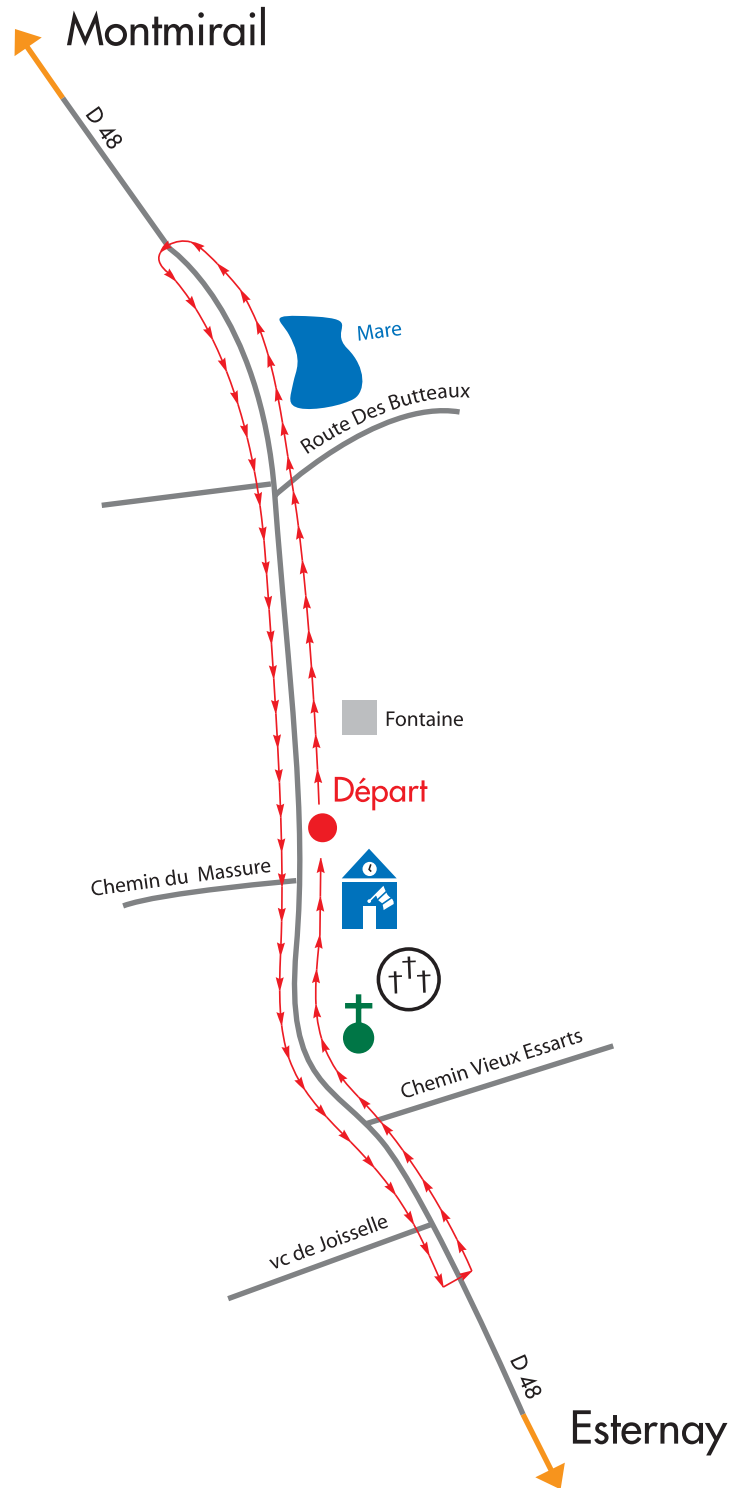 Montmirail
D 48
Mare
Route Des Butteaux
Fontaine
Départ
Chemin du Massure
Chemin Vieux Essarts
vc de Joisselle
D 48
Esternay